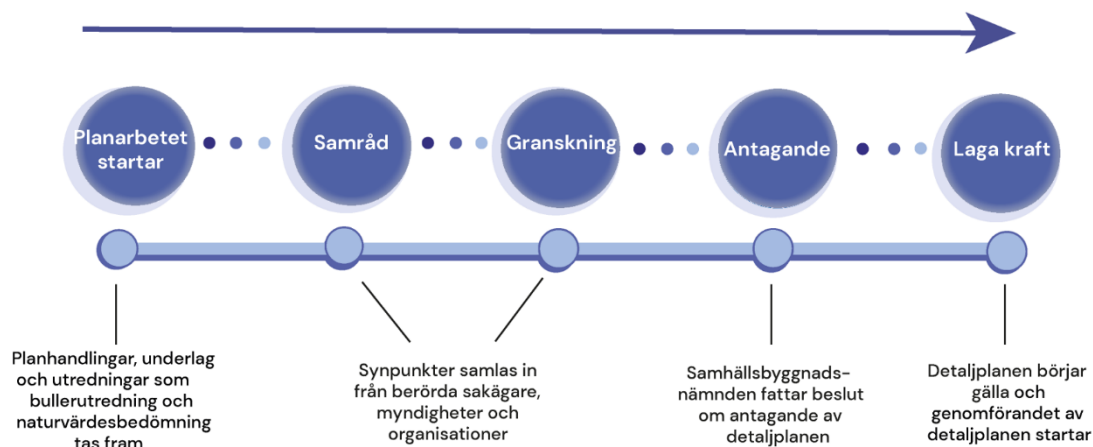 Planarbetet
startar
Samråd
Granskning
Antagande
Laga kraft
Planhandlingar, underlag
och utredningar som
bullerutredning och
naturvärdesbedömning
tas fram
Synpunkter samlas in
från berörda sakägare,
myndigheter och
organisationer
Samhällsbyggnads-
nämnden fattar beslut
om antagande av
detaljplanen
Detaljplanen börjar
gälla och
genomförandet av
detaljplanen startar